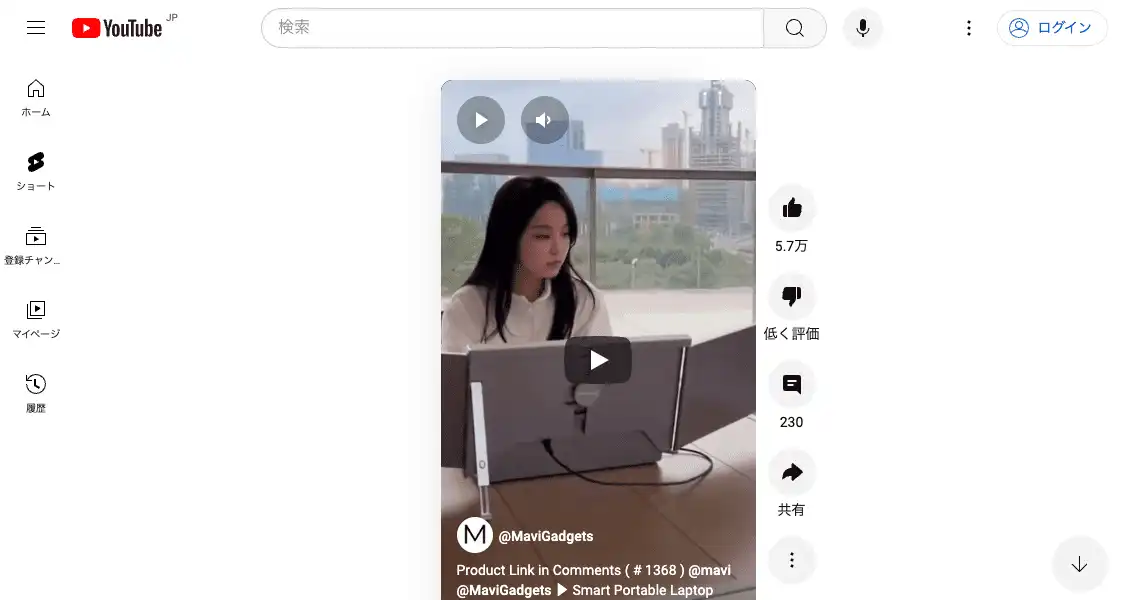 YouTube JP
検索
ログイン
ホーム
ショート
登録チャン...
マイページ
履歴
5.7万
低く評価
230
共有
M @MaviGadgets
Product Link in Comments ( # 1368 ) @mavi
@MaviGadgets ▶ Smart Portable Laptop